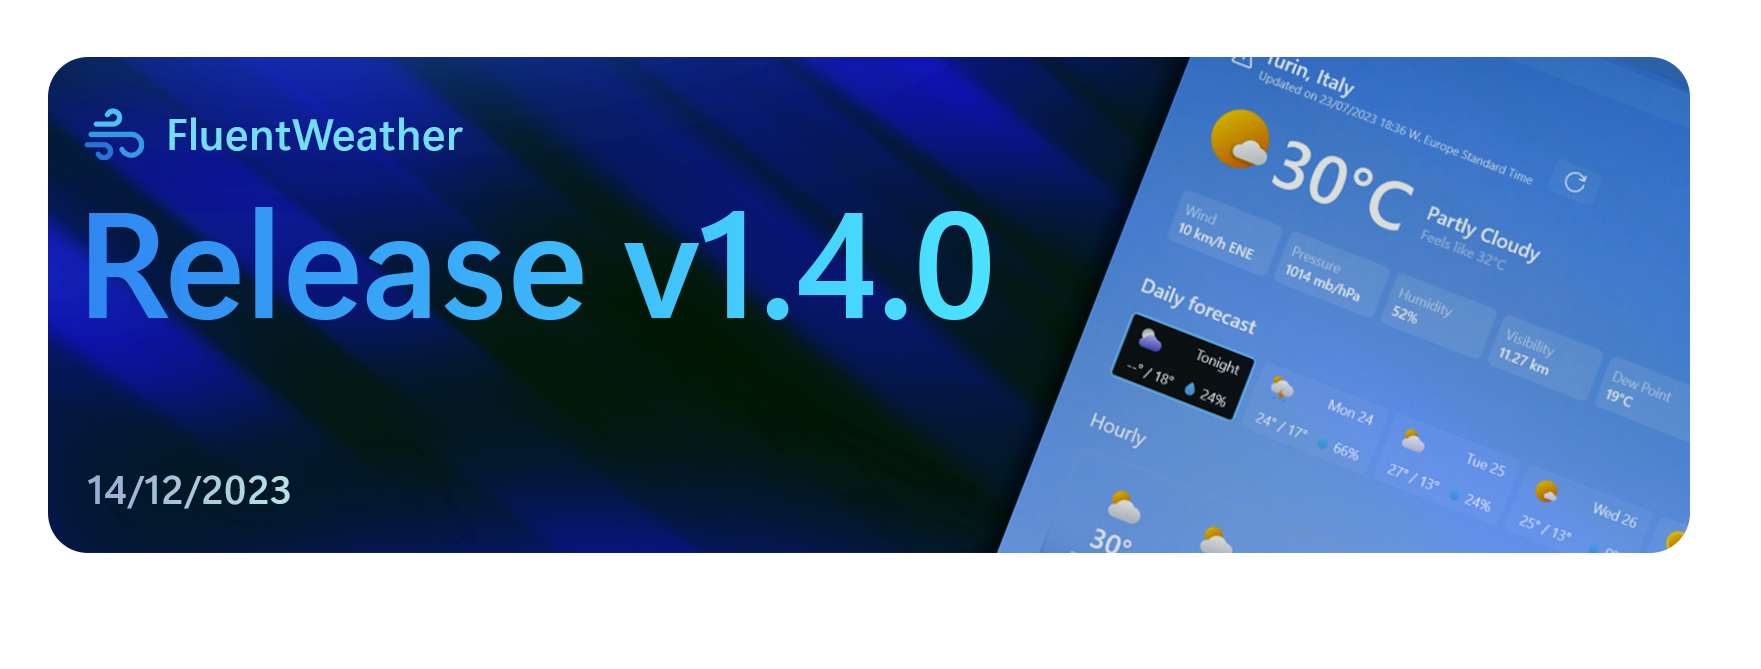 FluentWeather
Release v1.4.0
14/12/2023
Turin, Italy
Updated on 23/07/2023 18:36 W. Europe Standard Time
30°C
Partly Cloudy
Feels like 32°C
Wind
10 km/h ENE
Pressure
1014 mb/hPa
Humidity
52%
Visibility
11.27 km
Dew Point
19°C
Daily forecast
Tonight
--°/ 18°
24%
Mon 24
24°/ 17°
66%
Tue 25
27°/ 13°
24%
Wed 26
25°/ 13°
Hourly
30°